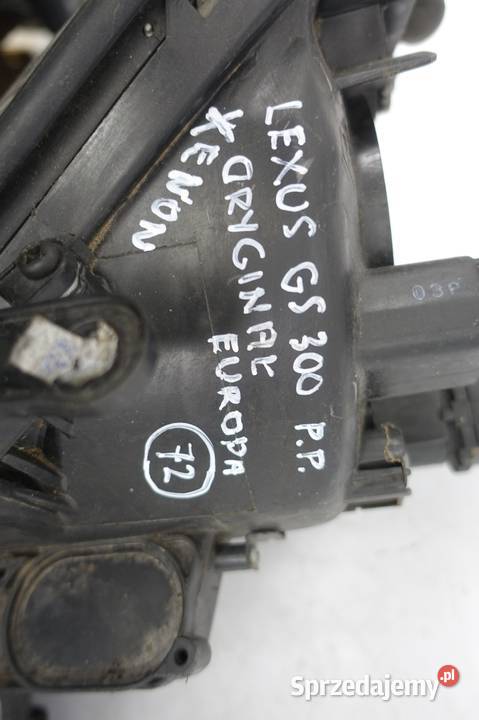 LEXUS GS 300 P.P.
ORYGINAŁ
XENON
EUROPA
72
03P
Sprzedajemy.pl